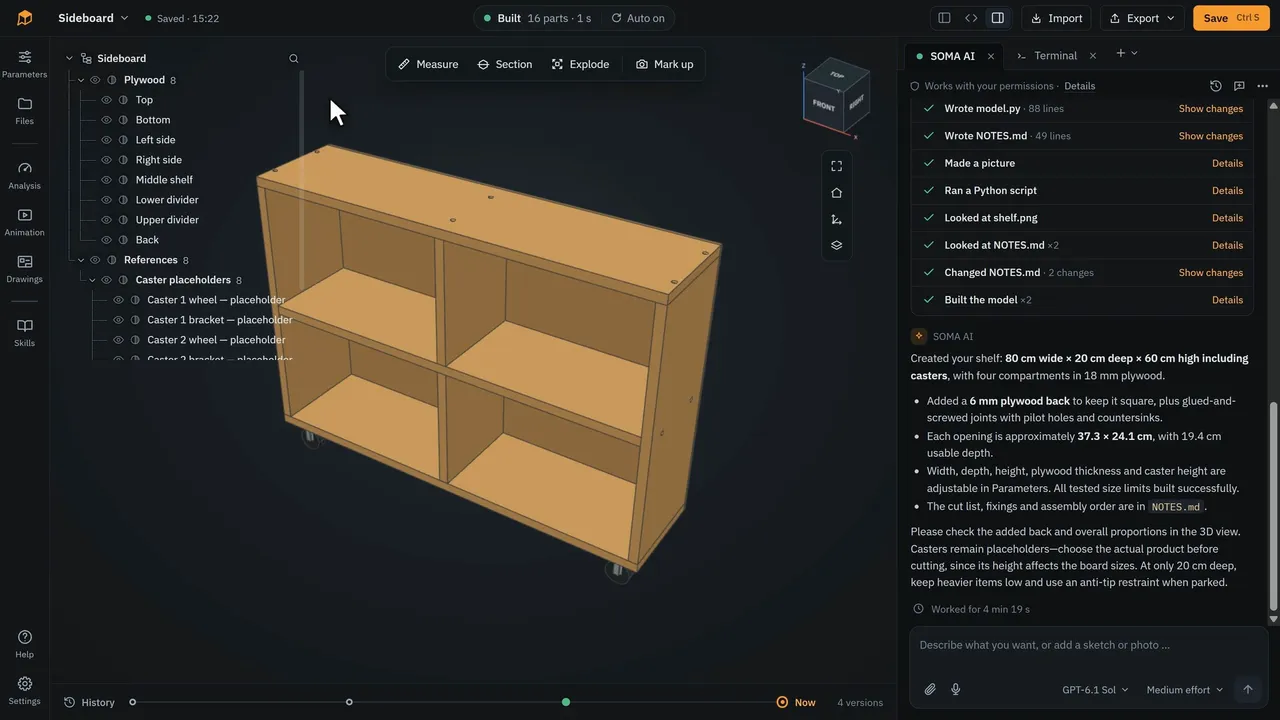 Sideboard
Saved · 15:22
Built 16 parts · 1 s
Auto on
Import
Export
Save Ctrl S
Parameters
Files
Analysis
Animation
Drawings
Skills
Help
Settings
Sideboard
Plywood 8
Top
Bottom
Left side
Right side
Middle shelf
Lower divider
Upper divider
Back
References 8
Caster placeholders 8
Caster 1 wheel — placeholder
Caster 1 bracket — placeholder
Caster 2 wheel — placeholder
Caster 2 bracket — placeholder
Measure
Section
Explode
Mark up
z
TOP
FRONT
RIGHT
x
SOMA AI
Terminal
Works with your permissions · Details
Wrote model.py · 88 lines Show changes
Wrote NOTES.md · 49 lines Show changes
Made a picture Details
Ran a Python script Details
Looked at shelf.png Details
Looked at NOTES.md ×2 Details
Changed NOTES.md · 2 changes Show changes
Built the model ×2 Details
SOMA AI
Created your shelf: 80 cm wide × 20 cm deep × 60 cm high including
casters, with four compartments in 18 mm plywood.
• Added a 6 mm plywood back to keep it square, plus glued-and-
screwed joints with pilot holes and countersinks.
• Each opening is approximately 37.3 × 24.1 cm, with 19.4 cm
usable depth.
• Width, depth, height, plywood thickness and caster height are
adjustable in Parameters. All tested size limits built successfully.
• The cut list, fixings and assembly order are in NOTES.md.
Please check the added back and overall proportions in the 3D view.
Casters remain placeholders—choose the actual product before
cutting, since its height affects the board sizes. At only 20 cm deep,
keep heavier items low and use an anti-tip restraint when parked.
Worked for 4 min 19 s
Describe what you want, or add a sketch or photo ...
GPT-6.1 Sol
Medium effort
History
Now
4 versions